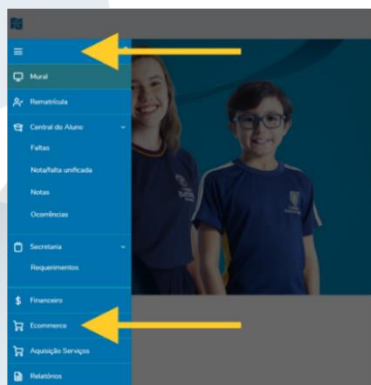 Mural
Rematrícula
Central do Aluno
Faltas
Nota/falta unificada
Notas
Ocorrências
Secretaria
Requerimentos
Financeiro
Ecommerce
Aquisição Serviços
Relatórios